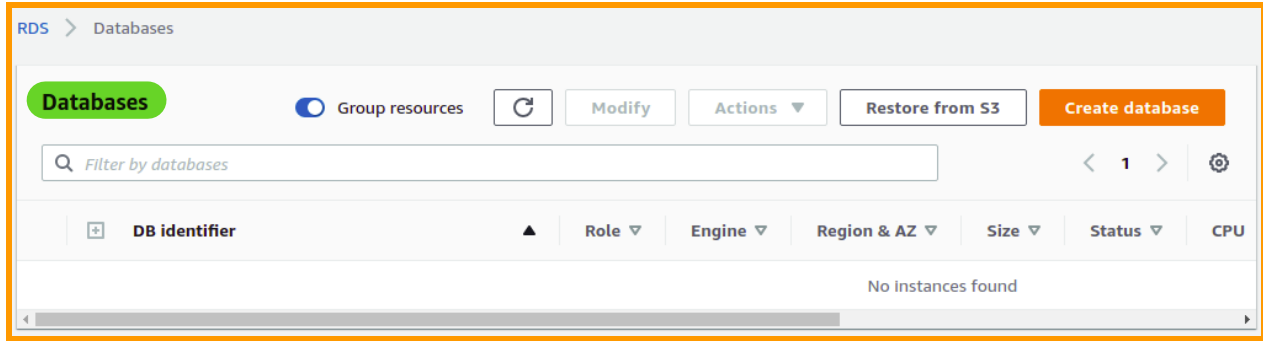 RDS > Databases
Databases Group resources Modify Actions Restore from S3 Create database
Filter by databases < 1 >
DB identifier Role Engine Region & AZ Size Status CPU
No instances found